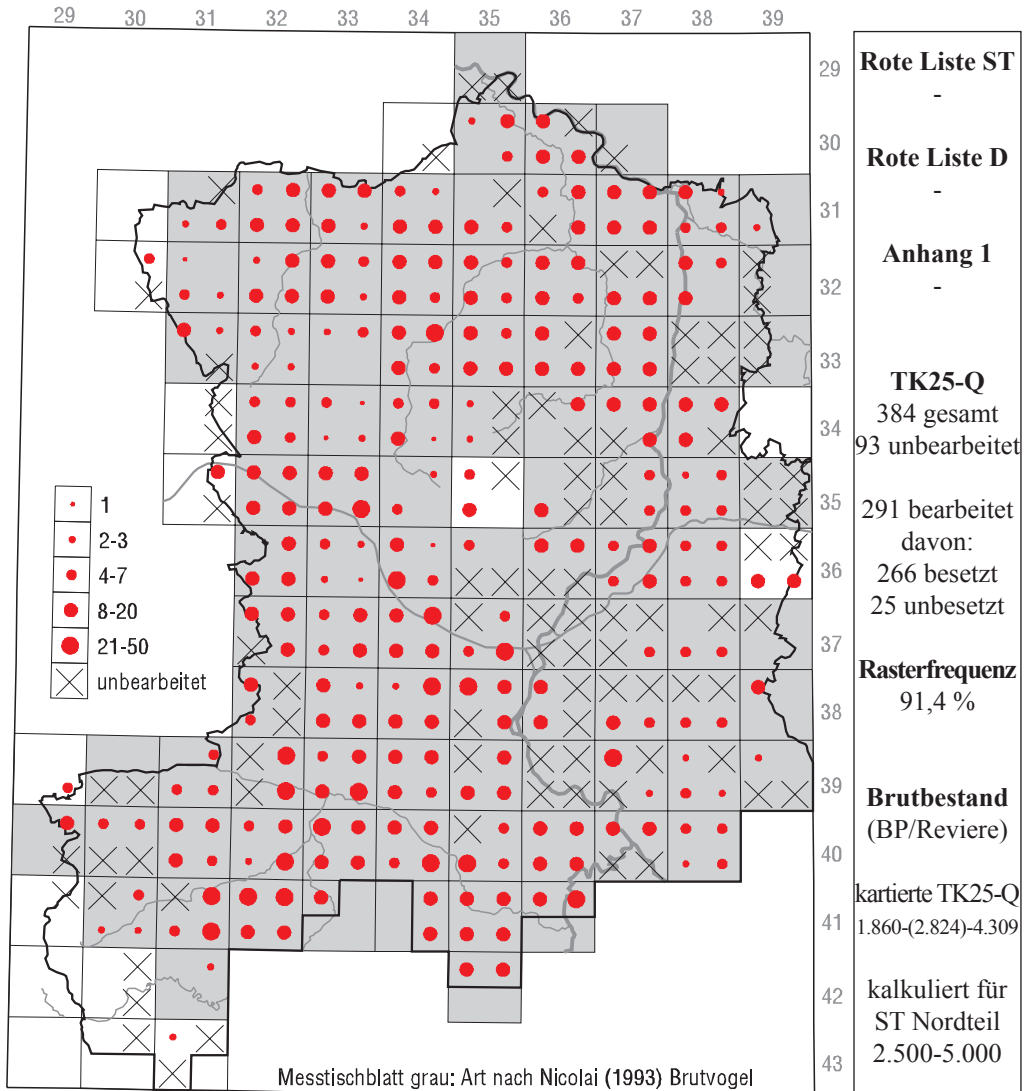 29 30 31 32 33 34 35 36 37 38 39
29
30
31
32
33
34
35
36
37
38
39
40
41
42
43
1
2-3
4-7
8-20
21-50
unbearbeitet
Messtischblatt grau: Art nach Nicolai (1993) Brutvogel
Rote Liste ST
-
Rote Liste D
-
Anhang 1
-
TK25-Q
384 gesamt
93 unbearbeitet
291 bearbeitet
davon:
266 besetzt
25 unbesetzt
Rasterfrequenz
91,4 %
Brutbestand
(BP/Reviere)
kartierte TK25-Q
1.860-(2.824)-4.309
kalkuliert für
ST Nordteil
2.500-5.000